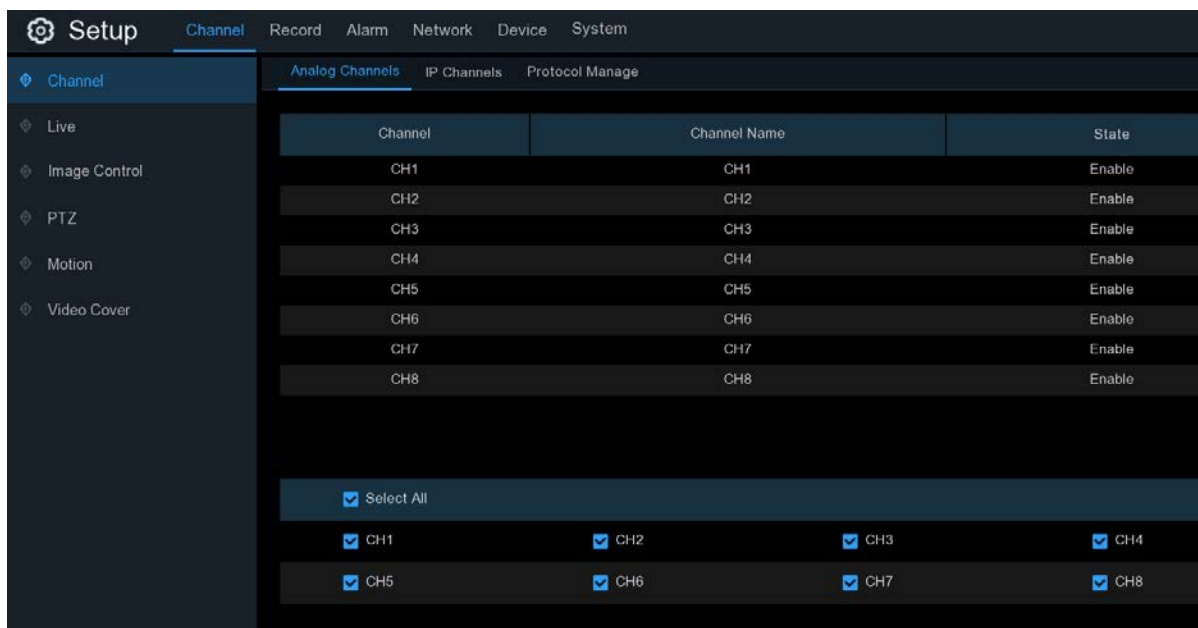 Setup Channel Record Alarm Network Device System
Channel
Live
Image Control
PTZ
Motion
Video Cover
Analog Channels IP Channels Protocol Manage
Channel Channel Name State
CH1 CH1 Enable
CH2 CH2 Enable
CH3 CH3 Enable
CH4 CH4 Enable
CH5 CH5 Enable
CH6 CH6 Enable
CH7 CH7 Enable
CH8 CH8 Enable
Select All
CH1 CH2 CH3 CH4
CH5 CH6 CH7 CH8